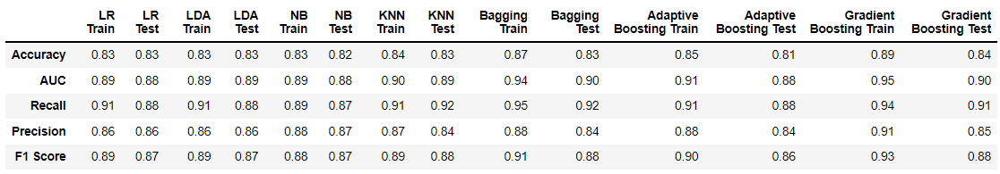 LR Train LR Test LDA Train LDA Test NB Train NB Test KNN Train KNN Test Bagging Train Bagging Test Adaptive Boosting Train Adaptive Boosting Test Gradient Boosting Train Gradient Boosting Test
Accuracy 0.83 0.83 0.83 0.83 0.83 0.82 0.84 0.83 0.87 0.83 0.85 0.81 0.89 0.84
AUC 0.89 0.88 0.89 0.89 0.89 0.88 0.90 0.89 0.94 0.90 0.91 0.88 0.95 0.90
Recall 0.91 0.88 0.91 0.88 0.89 0.87 0.91 0.92 0.95 0.92 0.91 0.88 0.94 0.91
Precision 0.86 0.86 0.86 0.86 0.88 0.87 0.87 0.84 0.88 0.84 0.88 0.84 0.91 0.85
F1 Score 0.89 0.87 0.89 0.87 0.88 0.87 0.89 0.88 0.91 0.88 0.90 0.86 0.93 0.88